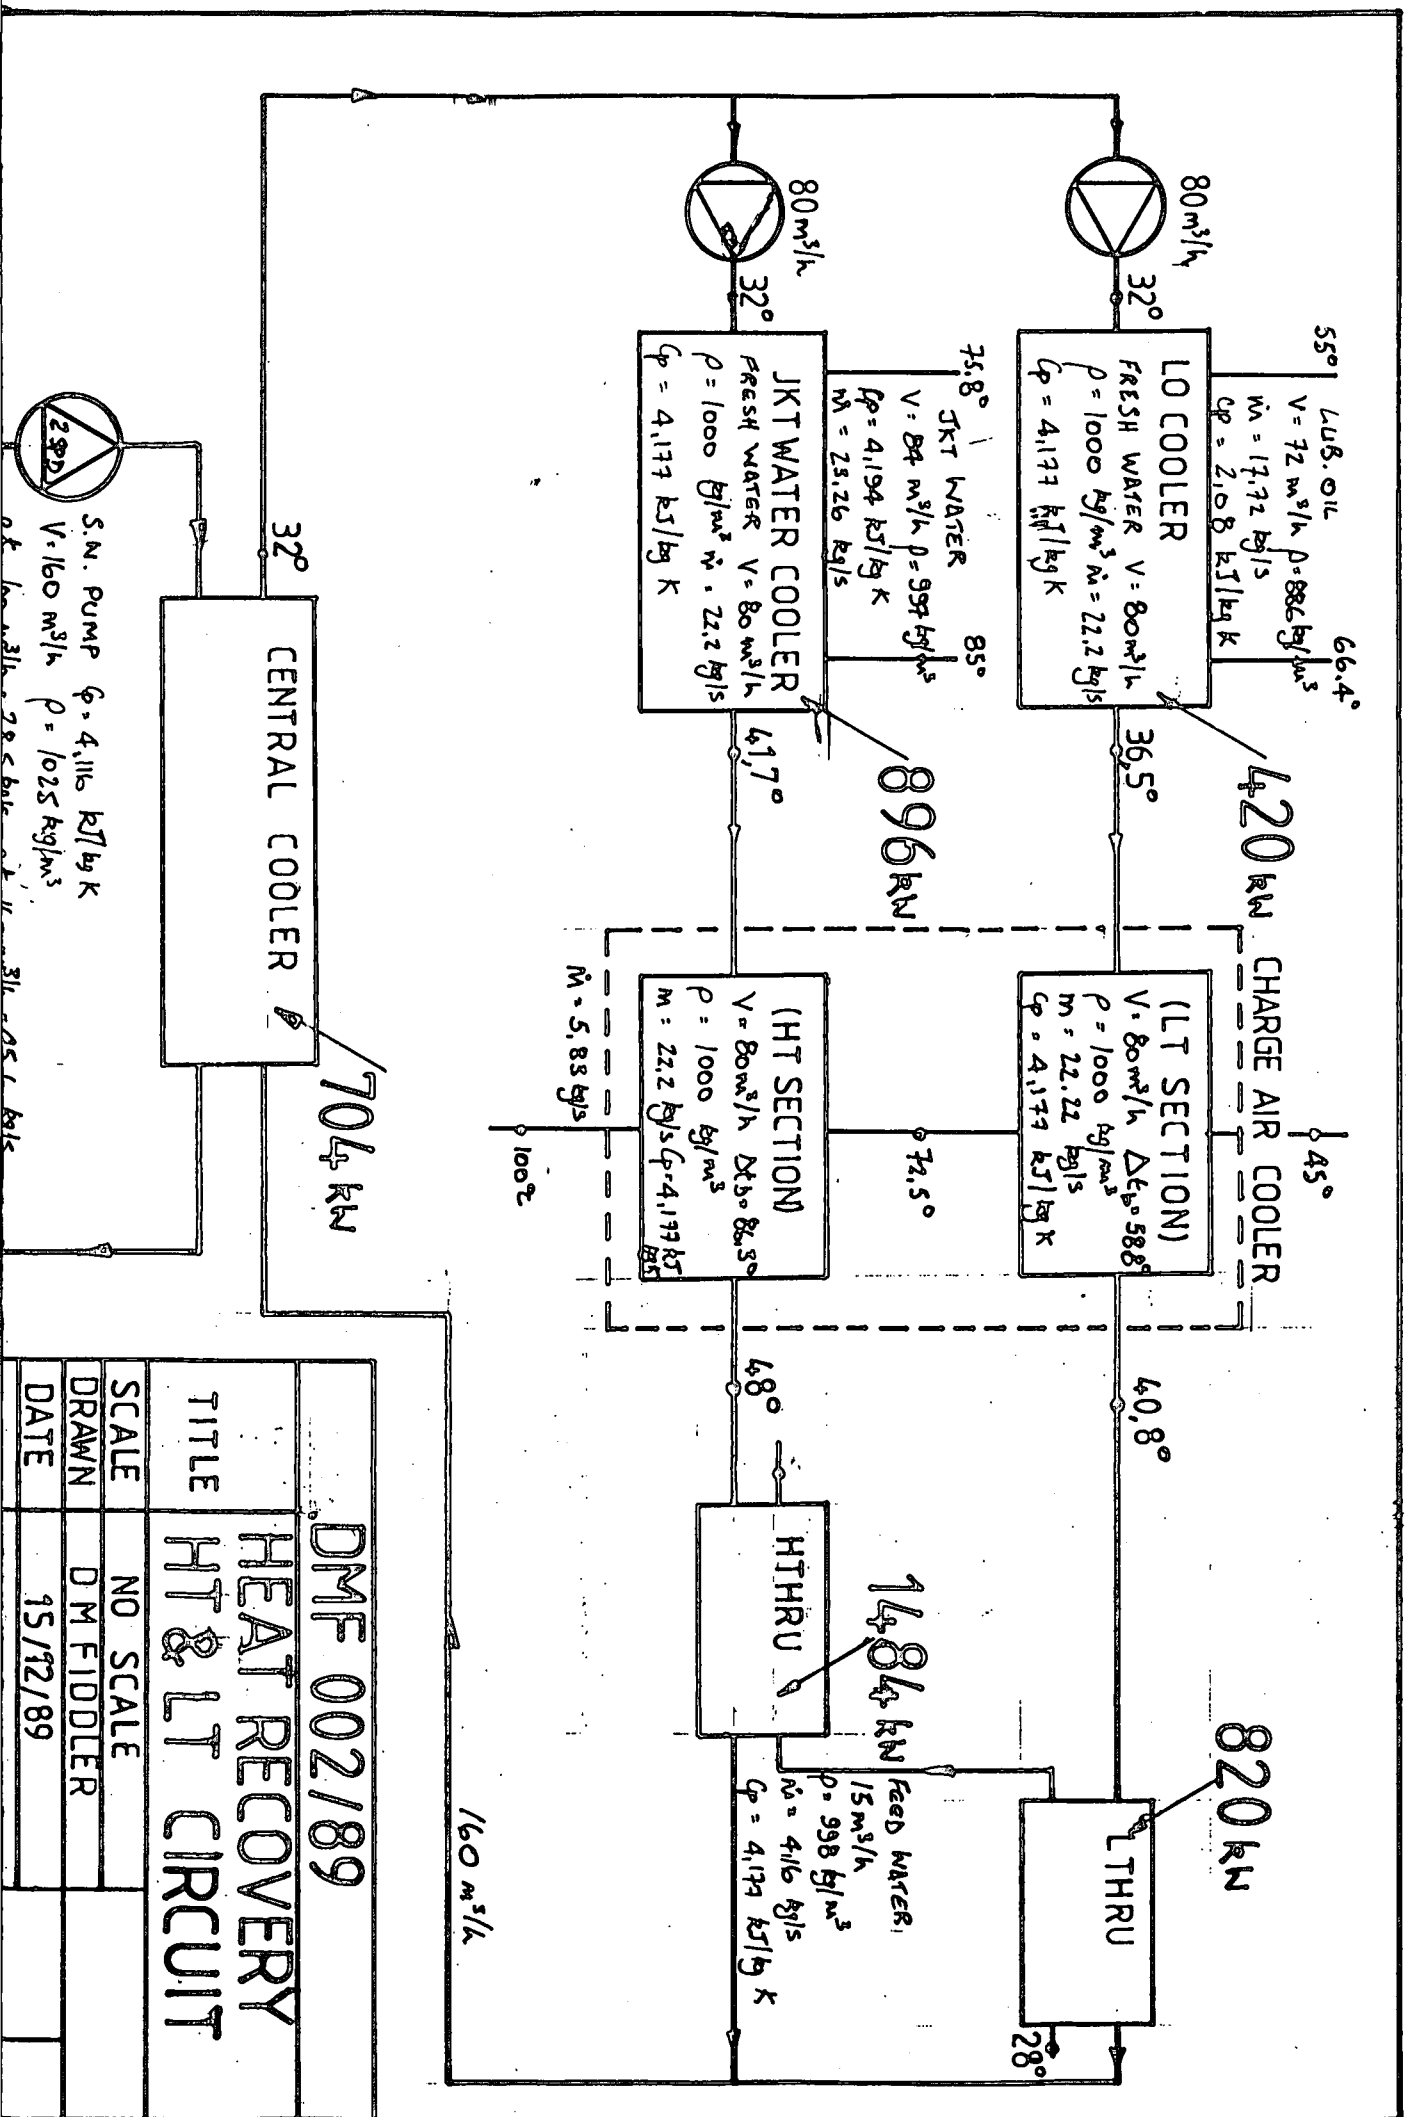 80 m³/h
32°
LO COOLER
FRESH WATER V = 80 m³/h
ρ = 1000 kg/m³ ṁ = 22,2 kg/s
Cp = 4,177 kJ/kg K
55°
LUB. OIL
V = 72 m³/h ρ = 886 kg/m³
ṁ = 17,72 kg/s
Cp = 2,08 kJ/kg K
66.4°
420 kW
36,5°
CHARGE AIR COOLER
45°
(LT SECTION)
V = 80 m³/h Δt
ρ = 1000 kg/m³
m = 22.22 kg/s
Cp = 4,177 kJ/kg K
40,8°
820 kW
LTHRU
28°
80 m³/h
32°
JKT WATER COOLER
FRESH WATER V = 80 m³/h
ρ = 1000 kg/m³ ṁ = 22,2 kg/s
Cp = 4,177 kJ/kg K
75.8°
JKT WATER
V = 84 m³/h ρ = 997 kg/m³
Cp = 4,194 kJ/kg K
ṁ = 23,26 kg/s
85°
896 kW
41,7°
72,5°
(HT SECTION)
V = 80 m³/h Δt
ρ = 1000 kg/m³
m = 22,2 kg/s Cp = 4,177 kJ
ṁ = 5,83 kg/s
100°
48°
HTHRU
1484 kW
FEED WATER
15 m³/h
ρ = 998 kg/m³
ṁ = 4,16 kg/s
Cp = 4,177 kJ/kg K
160 m³/h
32°
CENTRAL COOLER
704 kW
2 SPD
S.W. PUMP Cp = 4,116 kJ/kg K
V = 160 m³/h ρ = 1025 kg/m³
DMF 002/89
TITLE HEAT RECOVERY
HT & LT CIRCUIT
SCALE NO SCALE
DRAWN D M FIDDLER
DATE 15/12/89